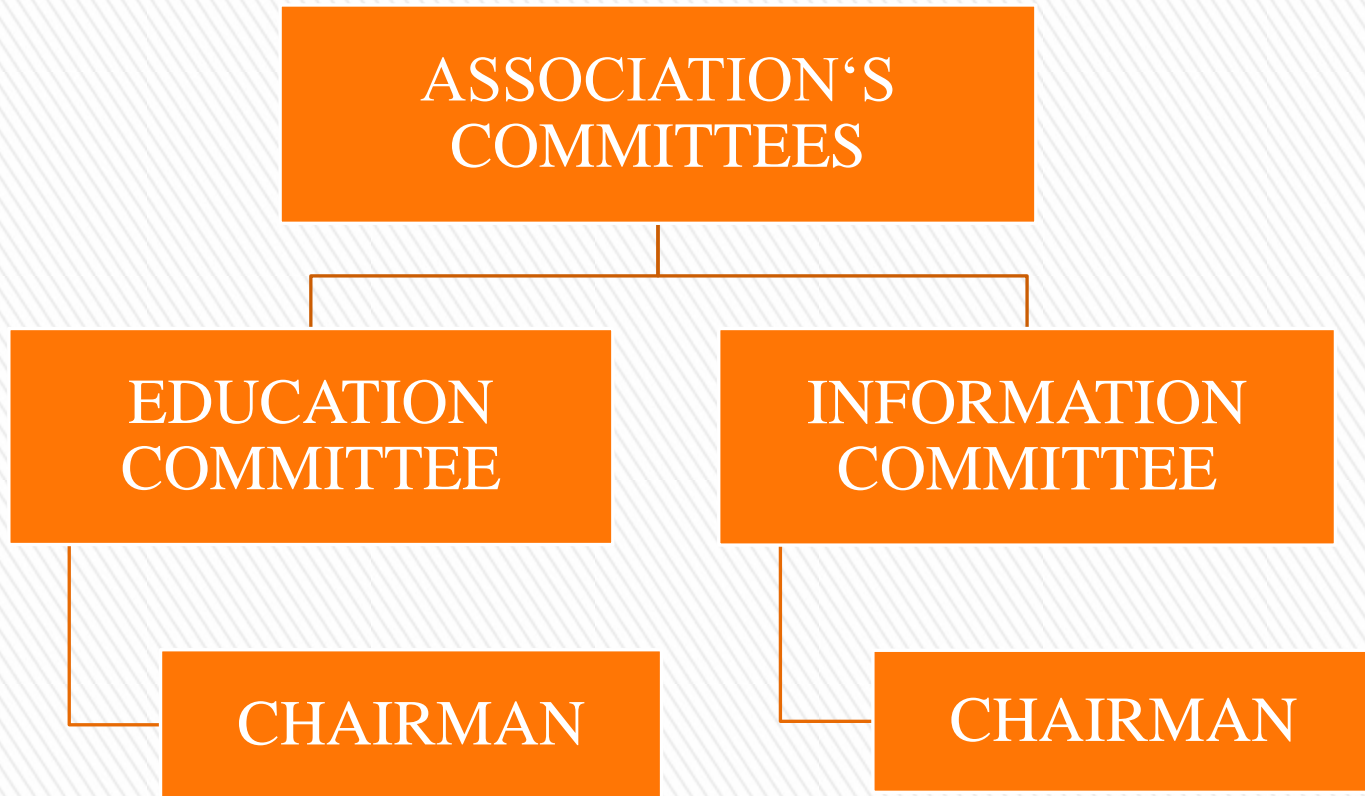 ASSOCIATION‘S
COMMITTEES
EDUCATION
COMMITTEE
INFORMATION
COMMITTEE
CHAIRMAN
CHAIRMAN